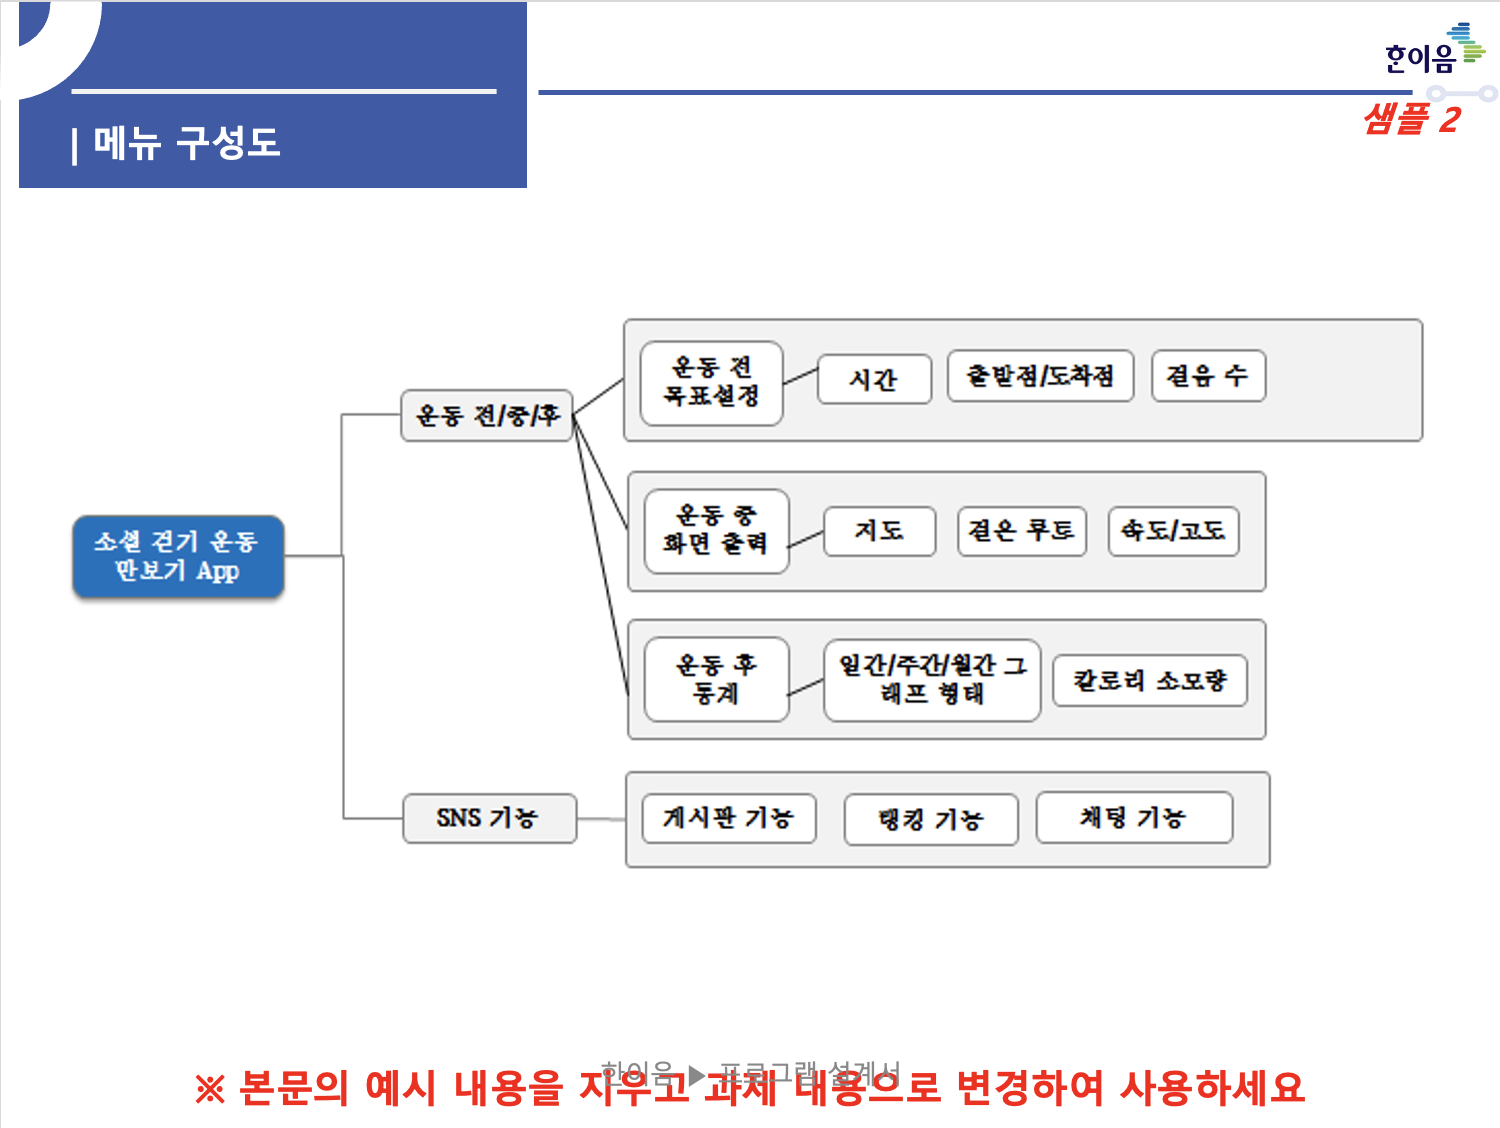 한이음
샘플 2
| 메뉴 구성도
운동 전
목표설정
시간
출발점/도착점
걸음 수
운동 전/중/후
운동 중
화면 출력
지도
걸은 루트
속도/고도
소셜 걷기 운동
만보기 App
운동 후
통계
일간/주간/월간 그
래프 형태
칼로리 소모량
SNS 기능
게시판 기능
랭킹 기능
채팅 기능
한이음 ▶ 프로그램 설계서
※ 본문의 예시 내용을 지우고 과제 내용으로 변경하여 사용하세요